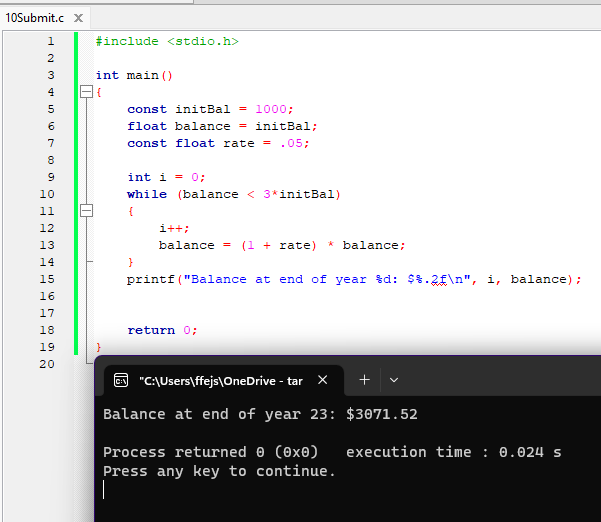 10Submit.c X
1 #include <stdio.h>
2
3 int main()
4 {
5 const initBal = 1000;
6 float balance = initBal;
7 const float rate = .05;
8
9 int i = 0;
10 while (balance < 3*initBal)
11 {
12 i++;
13 balance = (1 + rate) * balance;
14 }
15 printf("Balance at end of year %d: $%.2f\n", i, balance);
16
17
18 return 0;
19 }
20
"C:\Users\ffejs\OneDrive - tar
Balance at end of year 23: $3071.52
Process returned 0 (0x0) execution time : 0.024 s
Press any key to continue.